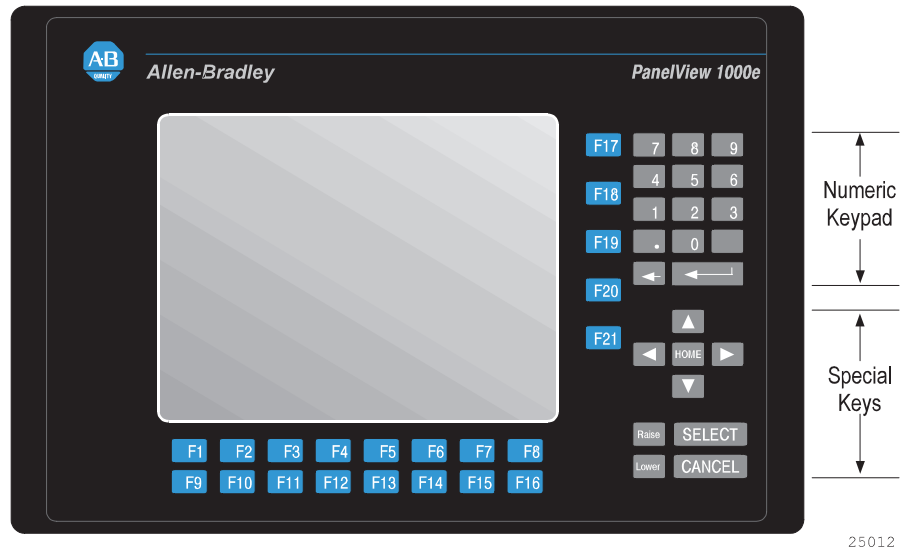 AB
QUALITY
Allen-Bradley
PanelView 1000e
F17 7 8 9
4 5 6
F18
1 2 3
F19 . 0
F20
F21
HOME
Raise SELECT
Lower CANCEL
F1 F2 F3 F4 F5 F6 F7 F8
F9 F10 F11 F12 F13 F14 F15 F16
Numeric
Keypad
Special
Keys
25012